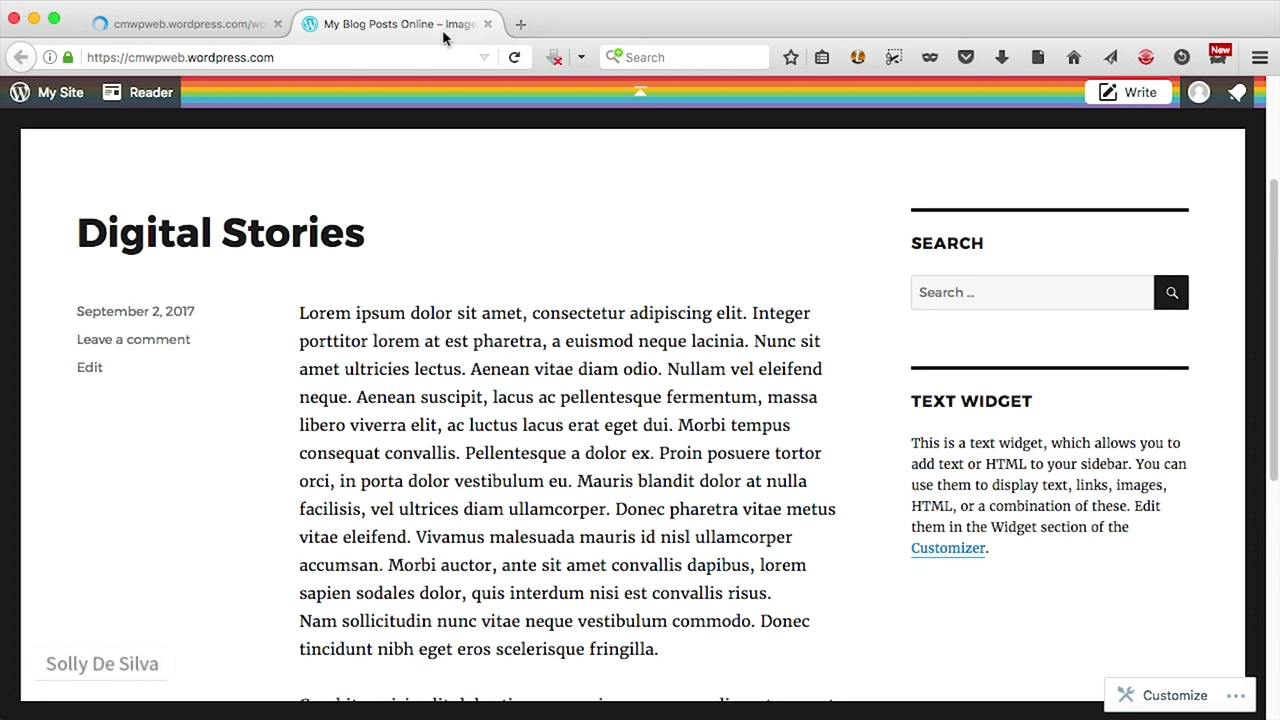 cmwpweb.wordpress.com/wp
My Blog Posts Online – Image
https://cmwpweb.wordpress.com
Search
New
My Site
Reader
Write
Digital Stories
September 2, 2017
Leave a comment
Edit
Lorem ipsum dolor sit amet, consectetur adipiscing elit. Integer
porttitor lorem at est pharetra, a euismod neque lacinia. Nunc sit
amet ultricies lectus. Aenean vitae diam odio. Nullam vel eleifend
neque. Aenean suscipit, lacus ac pellentesque fermentum, massa
libero viverra elit, ac luctus lacus erat eget dui. Morbi tempus
consequat convallis. Pellentesque a dolor ex. Proin posuere tortor
orci, in porta dolor vestibulum eu. Mauris blandit dolor at nulla
facilisis, vel ultrices diam ullamcorper. Donec pharetra vitae metus
vitae eleifend. Vivamus malesuada mauris id nisl ullamcorper
accumsan. Morbi auctor, ante sit amet convallis dapibus, lorem
sapien sodales dolor, quis interdum nisi est convallis risus.
Nam sollicitudin nunc vitae neque vestibulum commodo. Donec
tincidunt nibh eget eros scelerisque fringilla.
SEARCH
Search ...
TEXT WIDGET
This is a text widget, which allows you to
add text or HTML to your sidebar. You can
use them to display text, links, images,
HTML, or a combination of these. Edit
them in the Widget section of the
Customizer.
Solly De Silva
Customize